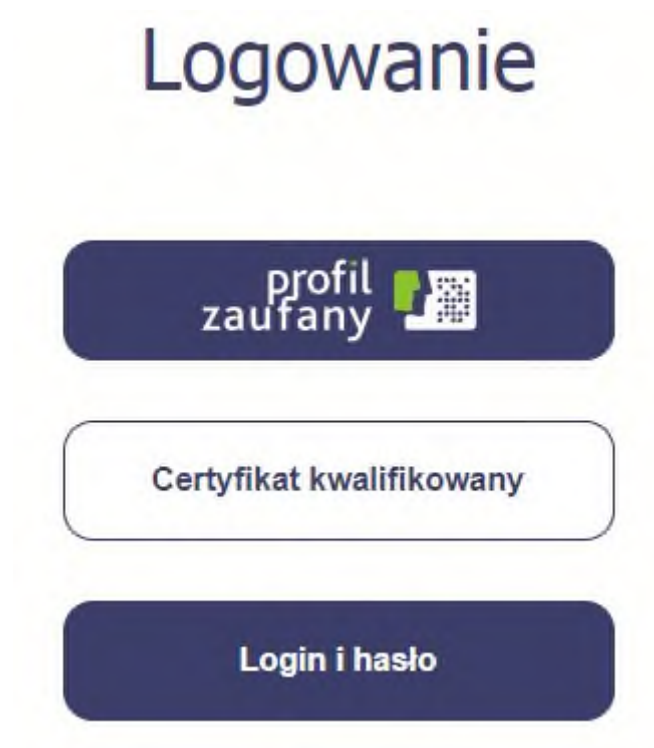 Logowanie
profil
zaufany
Certyfikat kwalifikowany
Login i hasło